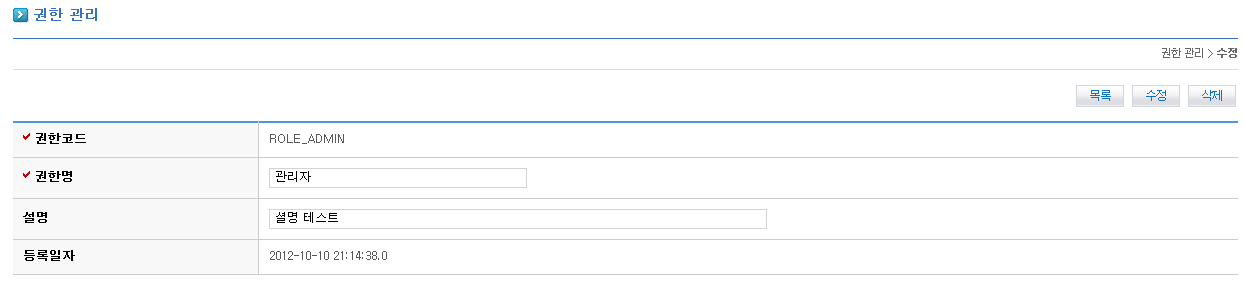 권한 관리
권한 관리 > 수정
목록 수정 삭제
권한코드 ROLE_ADMIN
권한명 관리자
설명 셜명 테스트
등록일자 2012-10-10 21:14:38.0